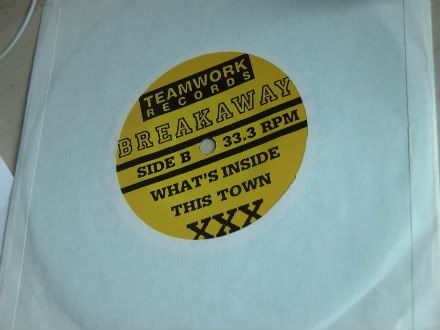 TEAMWORK
RECORDS
BREAKAWAY
SIDE B 33.3 RPM
WHAT'S INSIDE
THIS TOWN
XXX